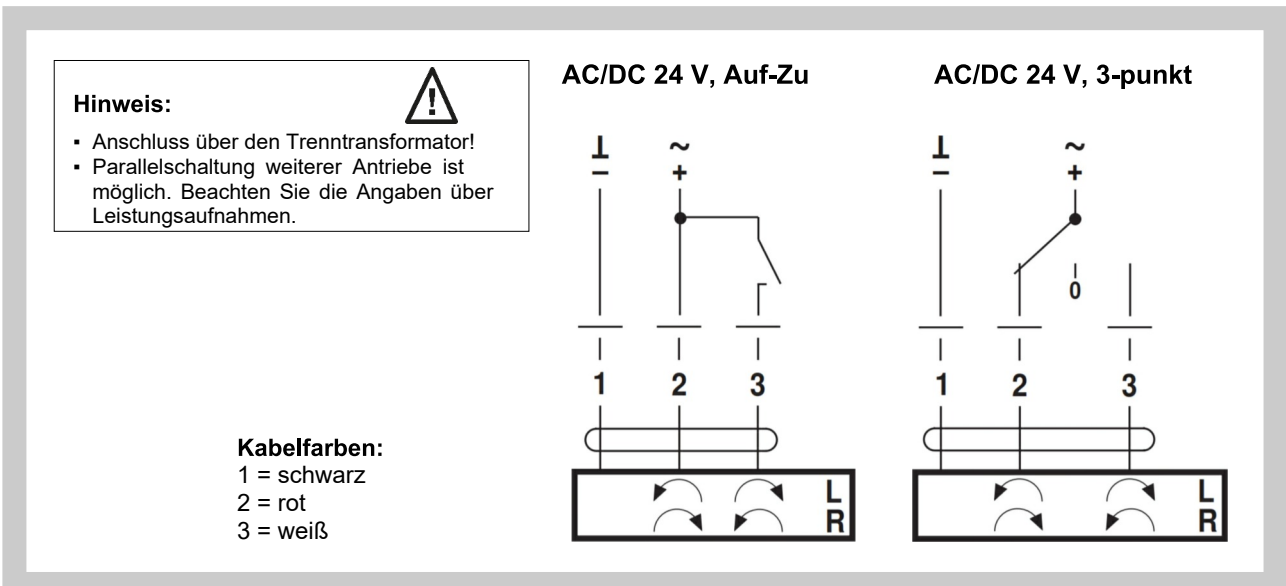 Hinweis:
▪ Anschluss über den Trenntransformator!
▪ Parallelschaltung weiterer Antriebe ist
möglich. Beachten Sie die Angaben über
Leistungsaufnahmen.
Kabelfarben:
1 = schwarz
2 = rot
3 = weiß
AC/DC 24 V, Auf-Zu
⊥ ~
– +
1 2 3
L
R
AC/DC 24 V, 3-punkt
⊥ ~
– +
0
1 2 3
L
R